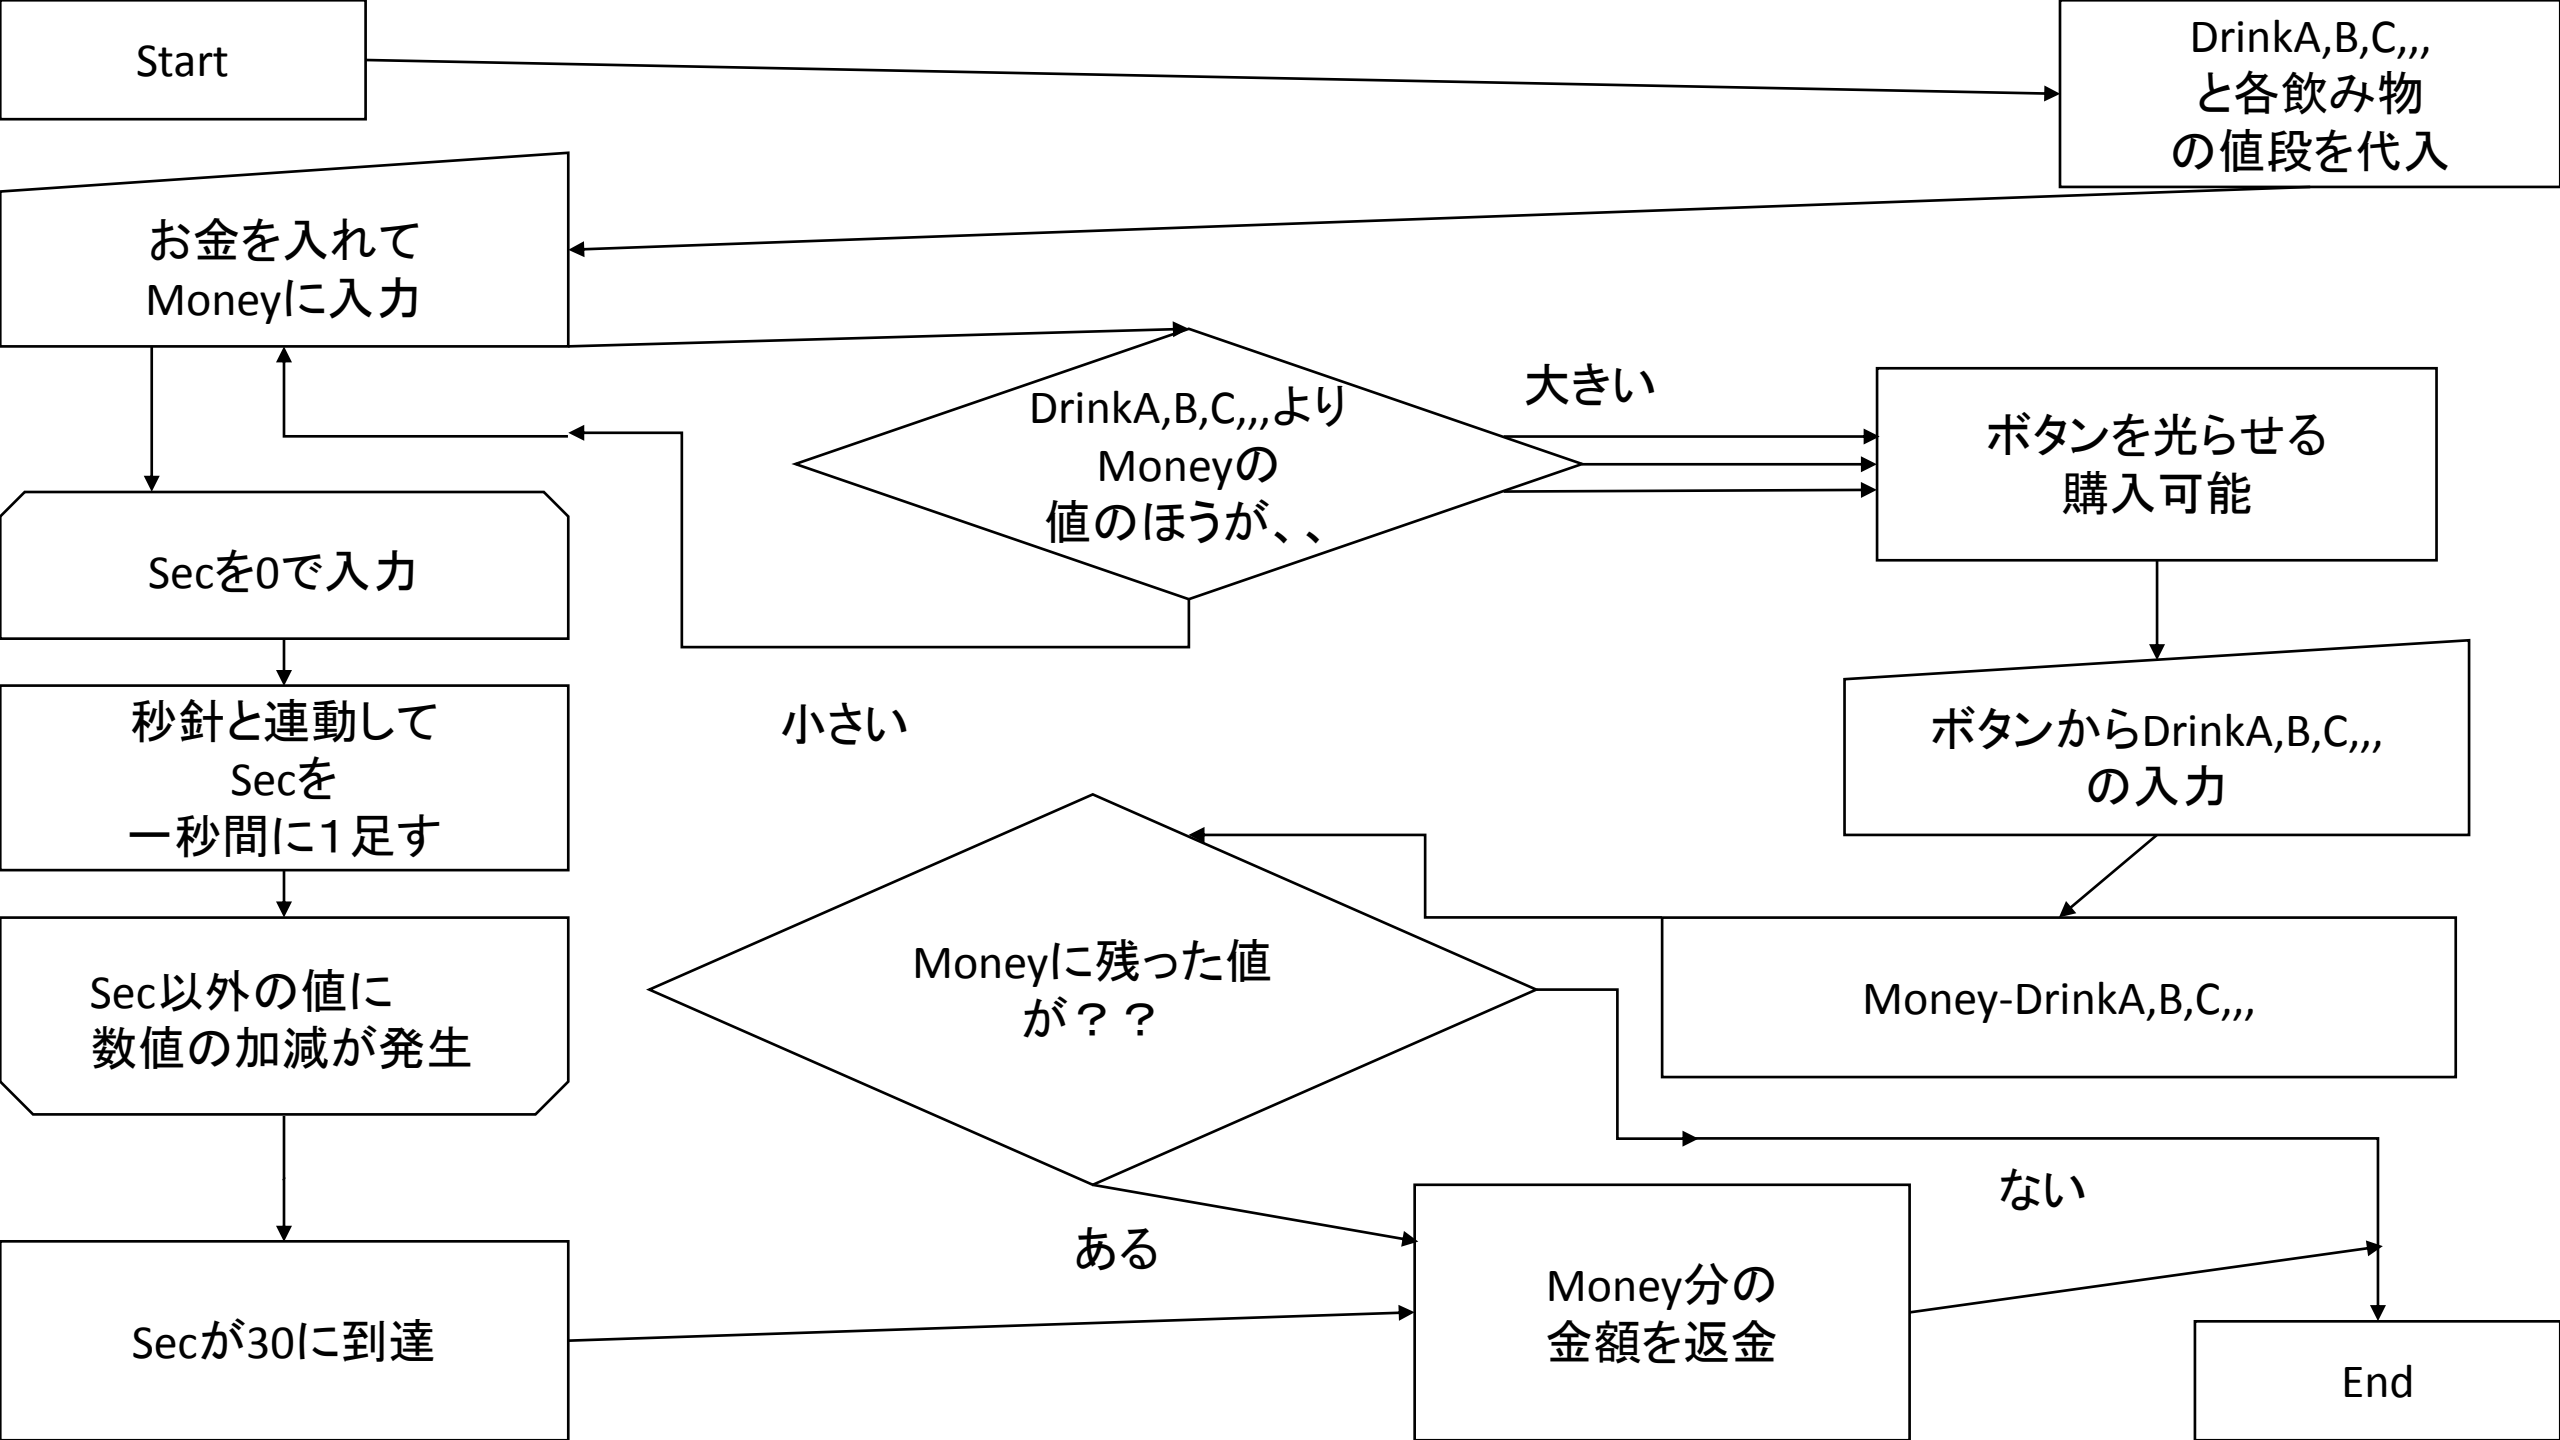 Start
DrinkA,B,C,,,
と各飲み物
の値段を代入
お金を入れて
Moneyに入力
DrinkA,B,C,,,より
Moneyの
値のほうが、、
大きい
ボタンを光らせる
購入可能
Secを0で入力
小さい
秒針と連動して
Secを
一秒間に１足す
ボタンからDrinkA,B,C,,,
の入力
Sec以外の値に
数値の加減が発生
Moneyに残った値
が？？
Money-DrinkA,B,C,,,
ない
ある
Secが30に到達
Money分の
金額を返金
End